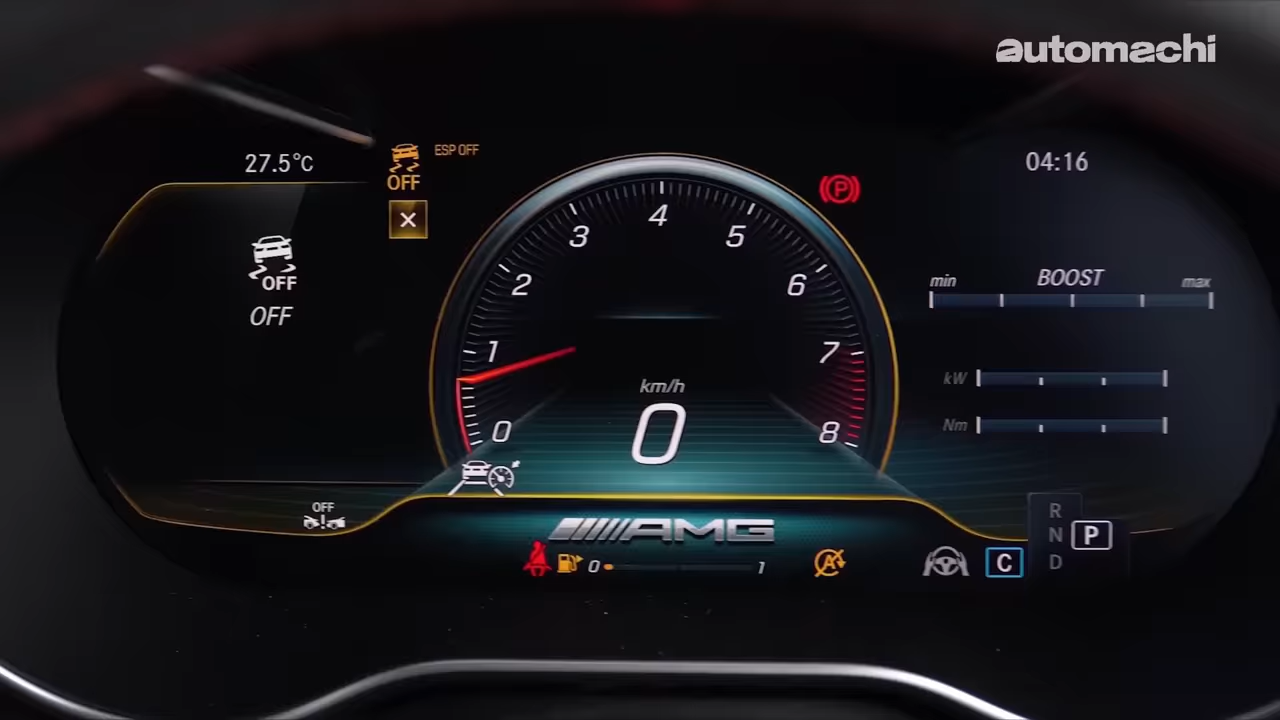 automachi
27.5°C
OFF
ESP OFF
04:16
OFF
OFF
0
1
2
3
4
5
6
7
8
km/h
0
min BOOST max
kW
Nm
OFF
AMG
0 1
C
R
N
D
P